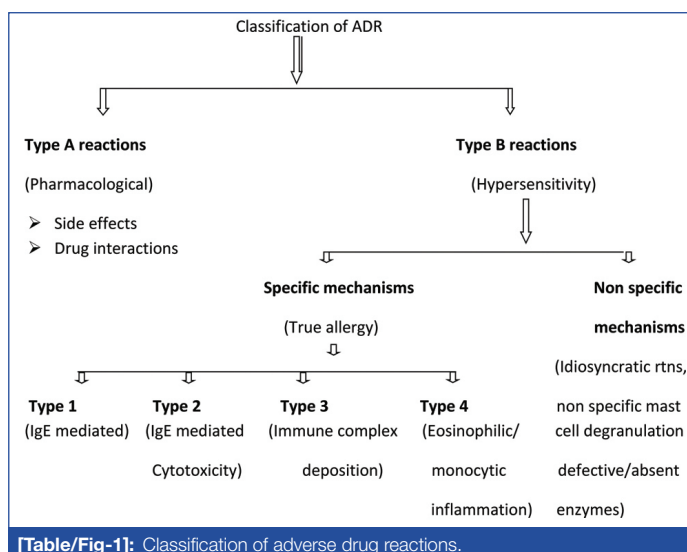 Classification of ADR
Type A reactions
(Pharmacological)
➢ Side effects
➢ Drug interactions
Type B reactions
(Hypersensitivity)
Specific mechanisms
(True allergy)
Non specific
mechanisms
(Idiosyncratic rtns,
non specific mast
cell degranulation
defective/absent
enzymes)
Type 1
(IgE mediated)
Type 2
(IgE mediated
Cytotoxicity)
Type 3
(Immune complex
deposition)
Type 4
(Eosinophilic/
monocytic
inflammation)
[Table/Fig-1]: Classification of adverse drug reactions.